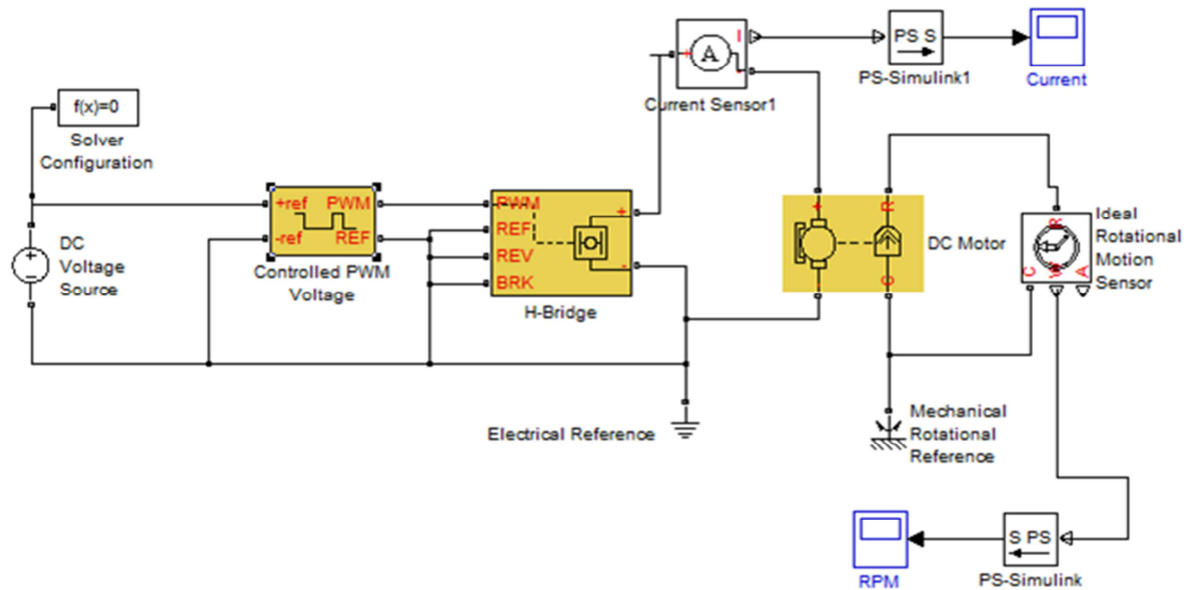 I
A
PS S
PS-Simulink1
Current
+
-
Current Sensor1
f(x)=0
Solver
Configuration
+ref PWM
-ref REF
Controlled PWM
Voltage
PWM
REF
REV
BRK
+
-
H-Bridge
DC
Voltage
Source
+
-
+
-
R
C
DC Motor
R
C
W
A
Ideal
Rotational
Motion
Sensor
Electrical Reference
Mechanical
Rotational
Reference
S PS
PS-Simulink
RPM